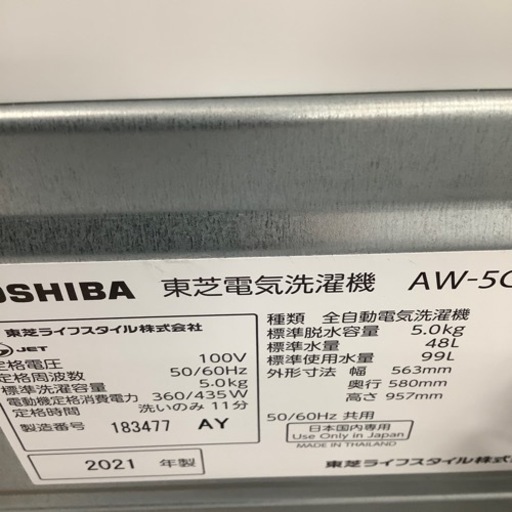 TOSHIBA 東芝電気洗濯機 AW-5G
東芝ライフスタイル株式会社
JET
定格電圧 100V
定格周波数 50/60Hz
標準洗濯容量 5.0kg
電動機定格消費電力 360/435W
定格時間 洗いのみ 11分
製造番号 183477 AY
2021 年製
種類 全自動電気洗濯機
標準脱水容量 5.0kg
標準水量 48L
標準使用水量 99L
外形寸法 幅 563mm
奥行 580mm
高さ 957mm
50/60Hz 共用
日本国内専用
Use Only in Japan
MADE IN THAILAND
東芝ライフスタイル株式